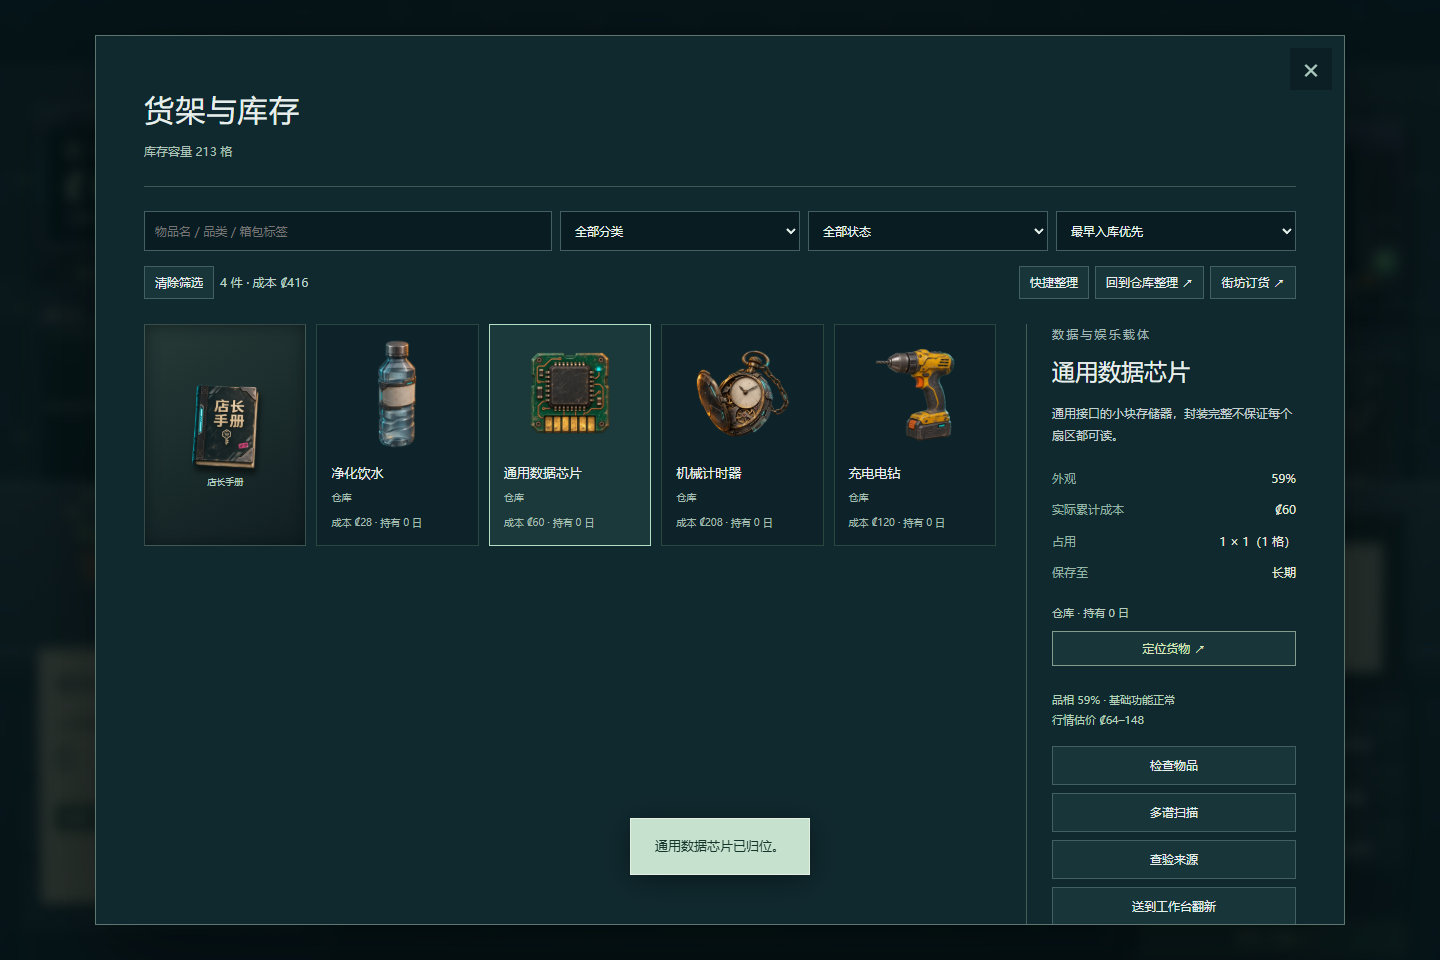 货架与库存
库存容量 213 格
物品名 / 品类 / 箱包标签
全部分类
全部状态
最早入库优先
清除筛选
4 件 · 成本 ₡416
快捷整理
回到仓库整理 ↗
街坊订货 ↗
店长
手册
店长手册
净化饮水
仓库
成本 ₡28 · 持有 0 日
通用数据芯片
仓库
成本 ₡60 · 持有 0 日
机械计时器
仓库
成本 ₡208 · 持有 0 日
充电电钻
仓库
成本 ₡120 · 持有 0 日
数据与娱乐载体
通用数据芯片
通用接口的小块存储器，封装完整不保证每个
扇区都可读。
外观 59%
实际累计成本 ₡60
占用 1 × 1（1 格）
保存至 长期
仓库 · 持有 0 日
定位货物 ↗
品相 59% · 基础功能正常
行情估价 ₡64–148
检查物品
多谱扫描
查验来源
送到工作台翻新
通用数据芯片已归位。